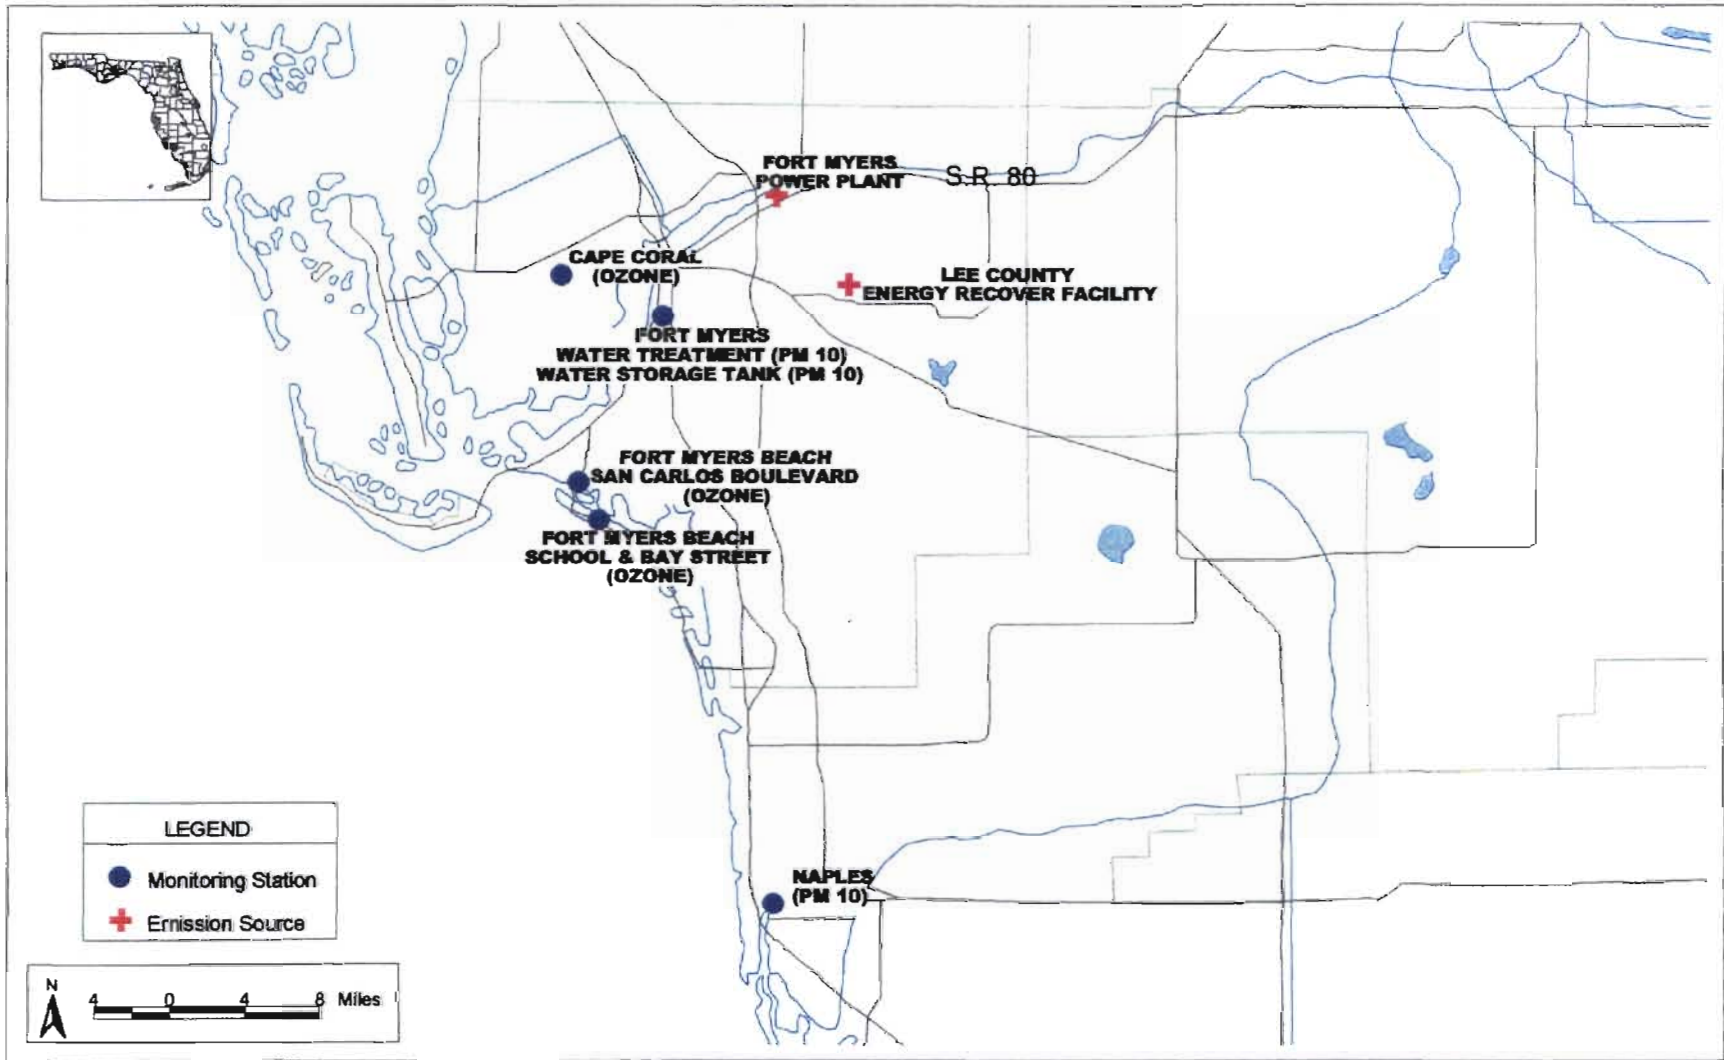 FORT MYERS
POWER PLANT
S.R. 80
CAPE CORAL
(OZONE)
LEE COUNTY
ENERGY RECOVER FACILITY
FORT MYERS
WATER TREATMENT (PM 10)
WATER STORAGE TANK (PM 10)
FORT MYERS BEACH
SAN CARLOS BOULEVARD
(OZONE)
FORT MYERS BEACH
SCHOOL & BAY STREET
(OZONE)
NAPLES
(PM 10)
LEGEND
Monitoring Station
Emission Source
N
4 0 4 8 Miles